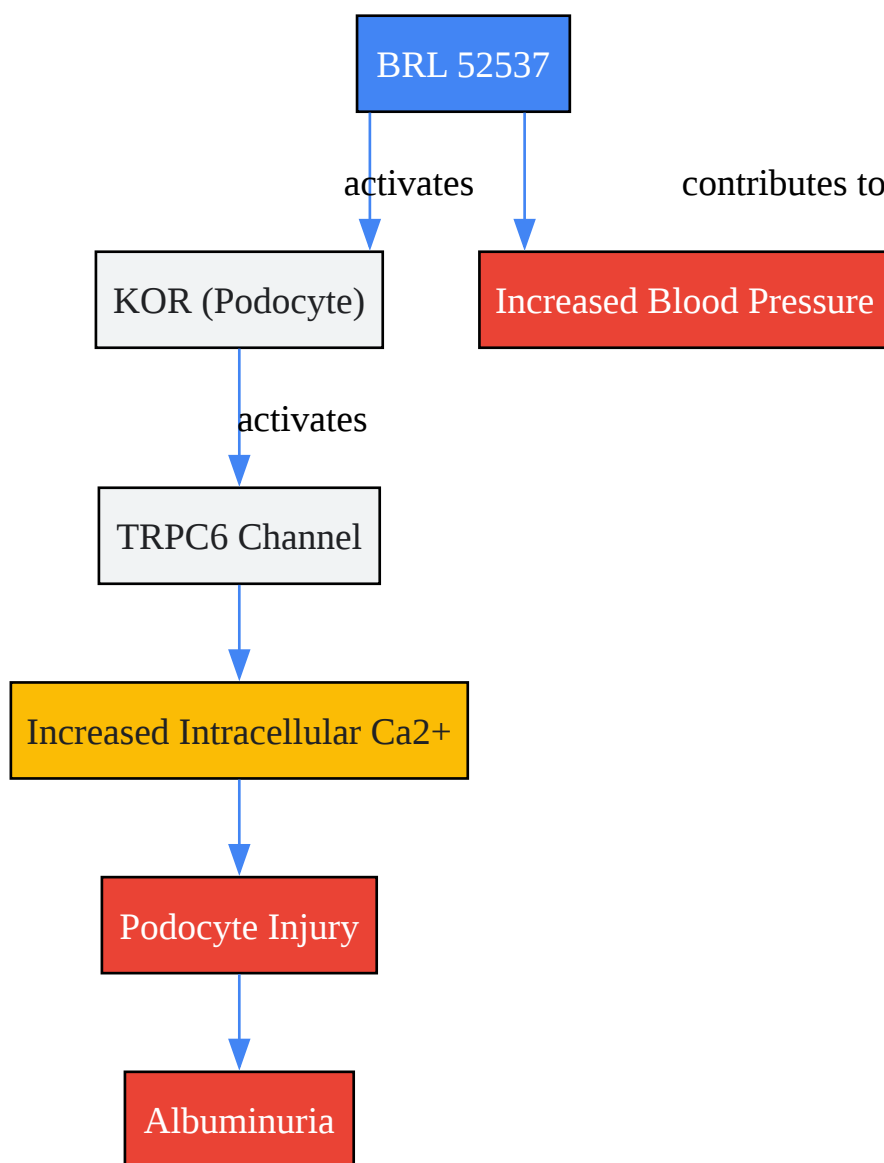 BRL 52537
activates
contributes to
KOR (Podocyte)
Increased Blood Pressure
activates
TRPC6 Channel
Increased Intracellular Ca2+
Podocyte Injury
Albuminuria